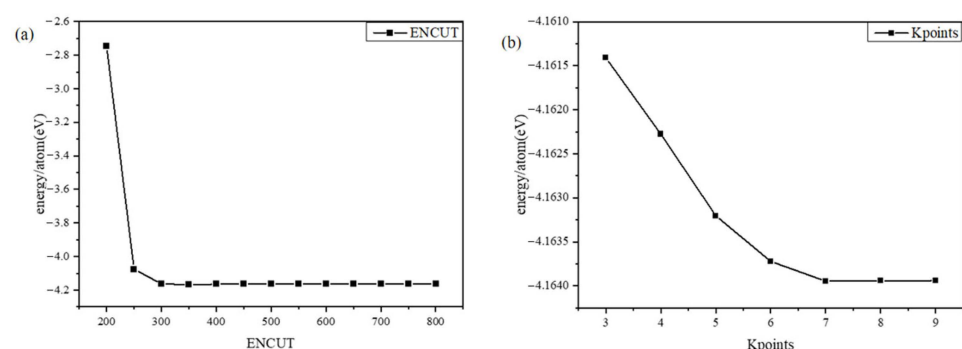 (a)
ENCUT
energy/atom(eV)
−2.6
−2.8
−3.0
−3.2
−3.4
−3.6
−3.8
−4.0
−4.2
200 300 400 500 600 700 800
ENCUT
(b)
Kpoints
energy/atom(eV)
−4.1610
−4.1615
−4.1620
−4.1625
−4.1630
−4.1635
−4.1640
3 4 5 6 7 8 9
Kpoints